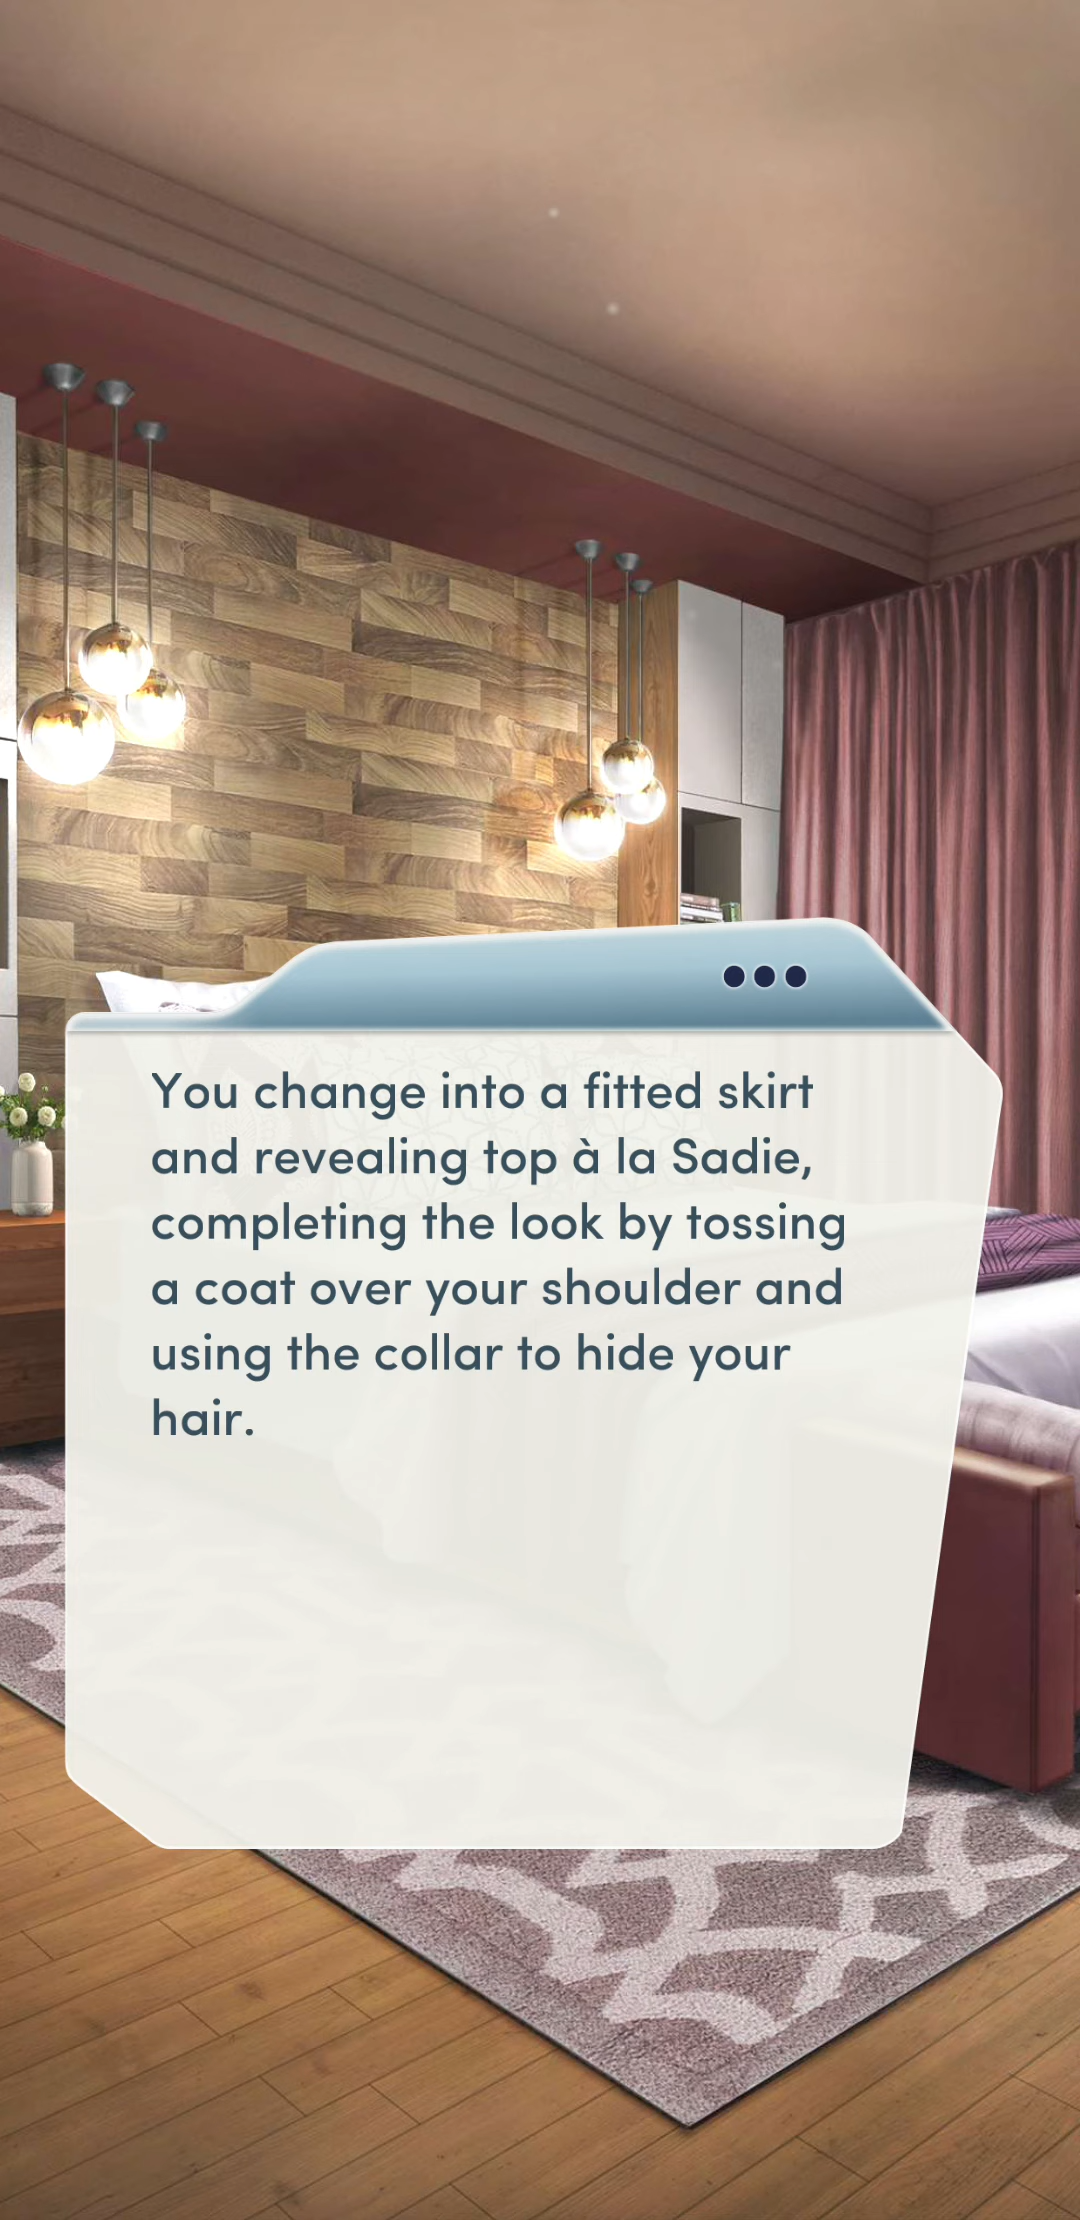 You change into a fitted skirt
and revealing top à la Sadie,
completing the look by tossing
a coat over your shoulder and
using the collar to hide your
hair.